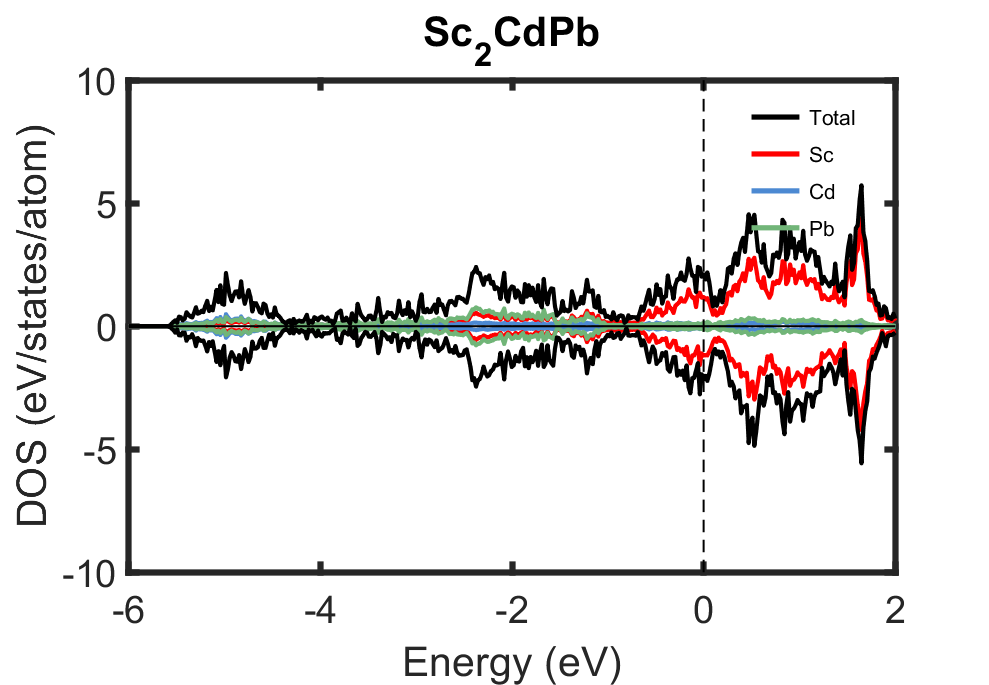 Sc2CdPb
10
5
0
-5
-10
DOS (eV/states/atom)
Total
Sc
Cd
Pb
-6 -4 -2 0 2
Energy (eV)